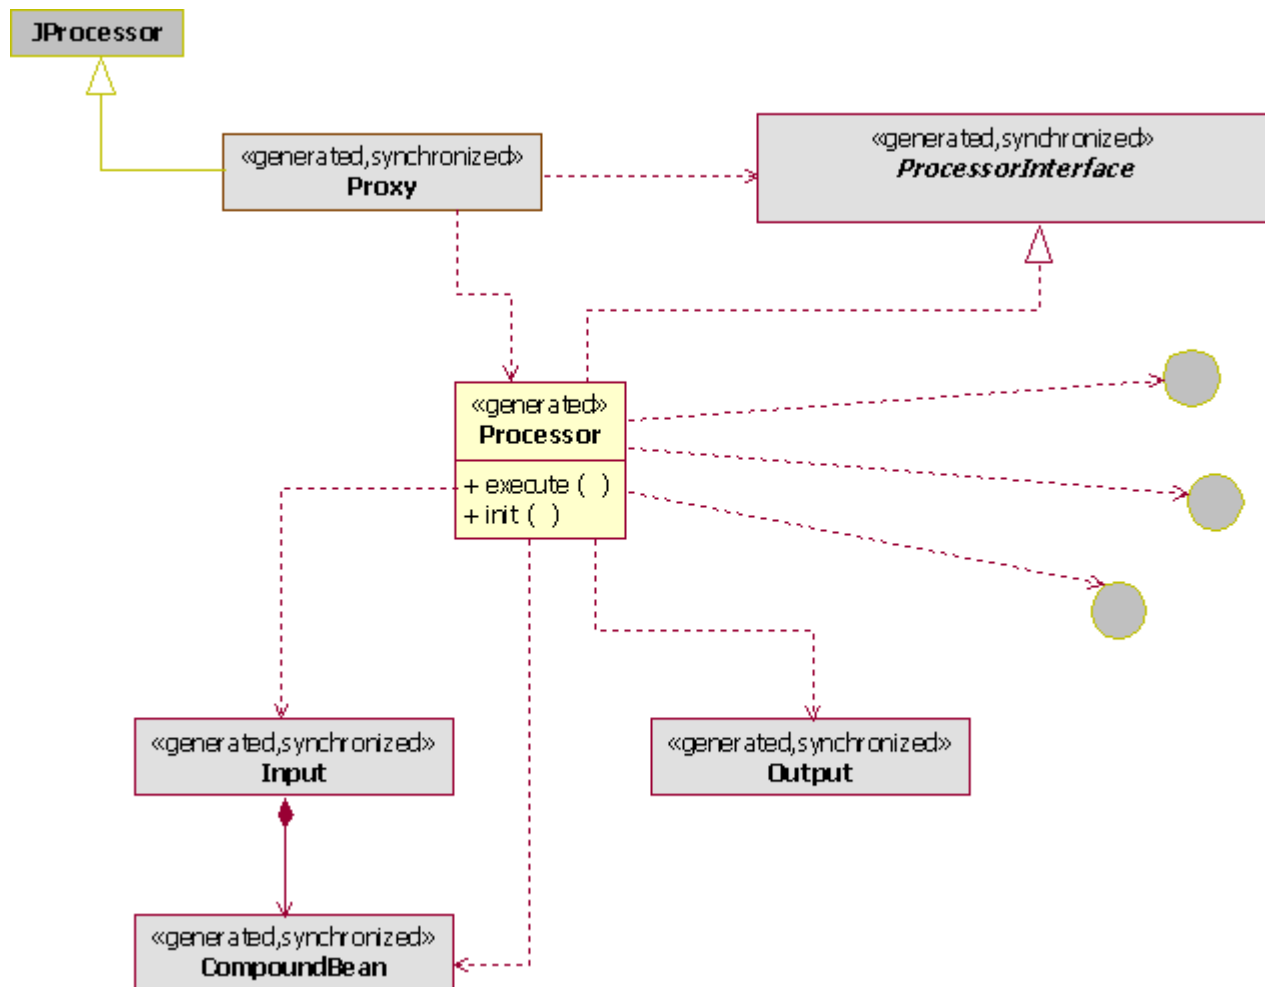 JProcessor
«generated,synchronized»
Proxy
«generated,synchronized»
ProcessorInterface
«generated»
Processor
+ execute ( )
+ init ( )
«generated,synchronized»
Input
«generated,synchronized»
Output
«generated,synchronized»
CompoundBean